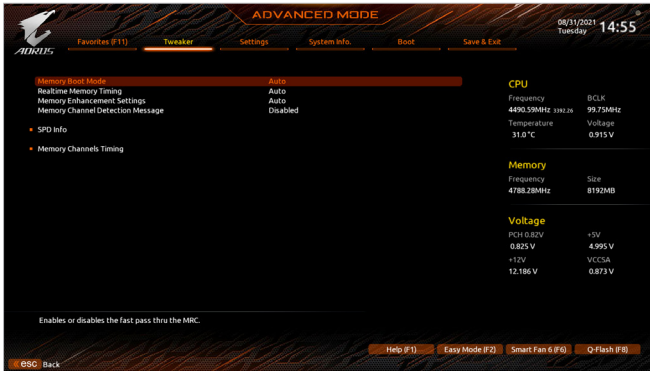 ADVANCED MODE
08/31/2021 Tuesday 14:55
AORUS
Favorites (F11) Tweaker Settings System Info. Boot Save & Exit
Memory Boot Mode Auto
Realtime Memory Timing Auto
Memory Enhancement Settings Auto
Memory Channel Detection Message Disabled
SPD Info
Memory Channels Timing
CPU
Frequency BCLK
4490.59MHz 3392.26 99.75MHz
Temperature Voltage
31.0 °C 0.915 V
Memory
Frequency Size
4788.28MHz 8192MB
Voltage
PCH 0.82V +5V
0.825 V 4.995 V
+12V VCCSA
12.186 V 0.873 V
Enables or disables the fast pass thru the MRC.
Help (F1) Easy Mode (F2) Smart Fan 6 (F6) Q-Flash (F8)
esc Back